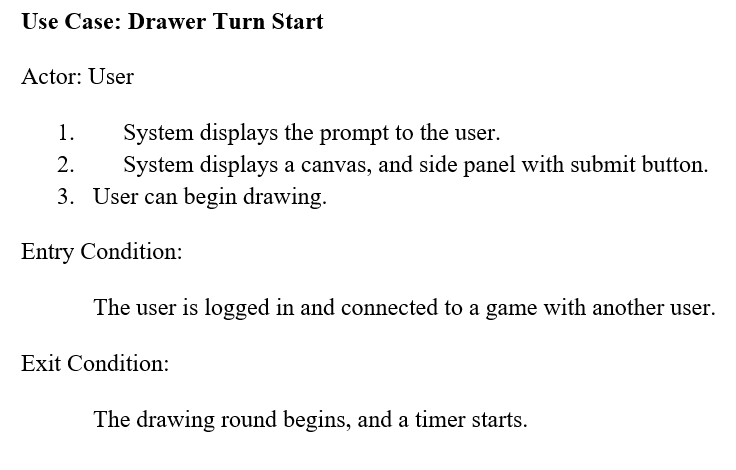 Use Case: Drawer Turn Start
Actor: User
1. System displays the prompt to the user.
2. System displays a canvas, and side panel with submit button.
3. User can begin drawing.
Entry Condition:
The user is logged in and connected to a game with another user.
Exit Condition:
The drawing round begins, and a timer starts.